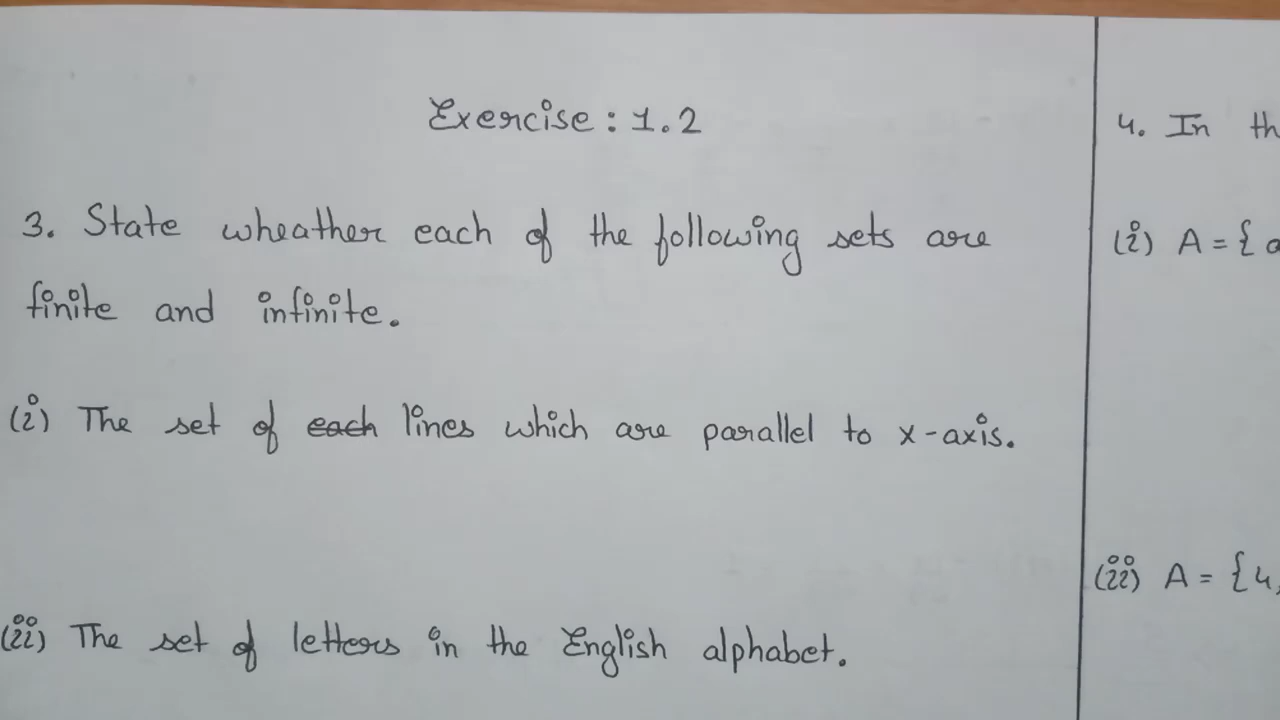 Exercise : 1.2
3. State wheather each of the following sets are
finite and infinite.
(i) The set of each lines which are parallel to x-axis.
(ii) The set of letters in the English alphabet.
4. In th
(i) A = {
(ii) A = {4,